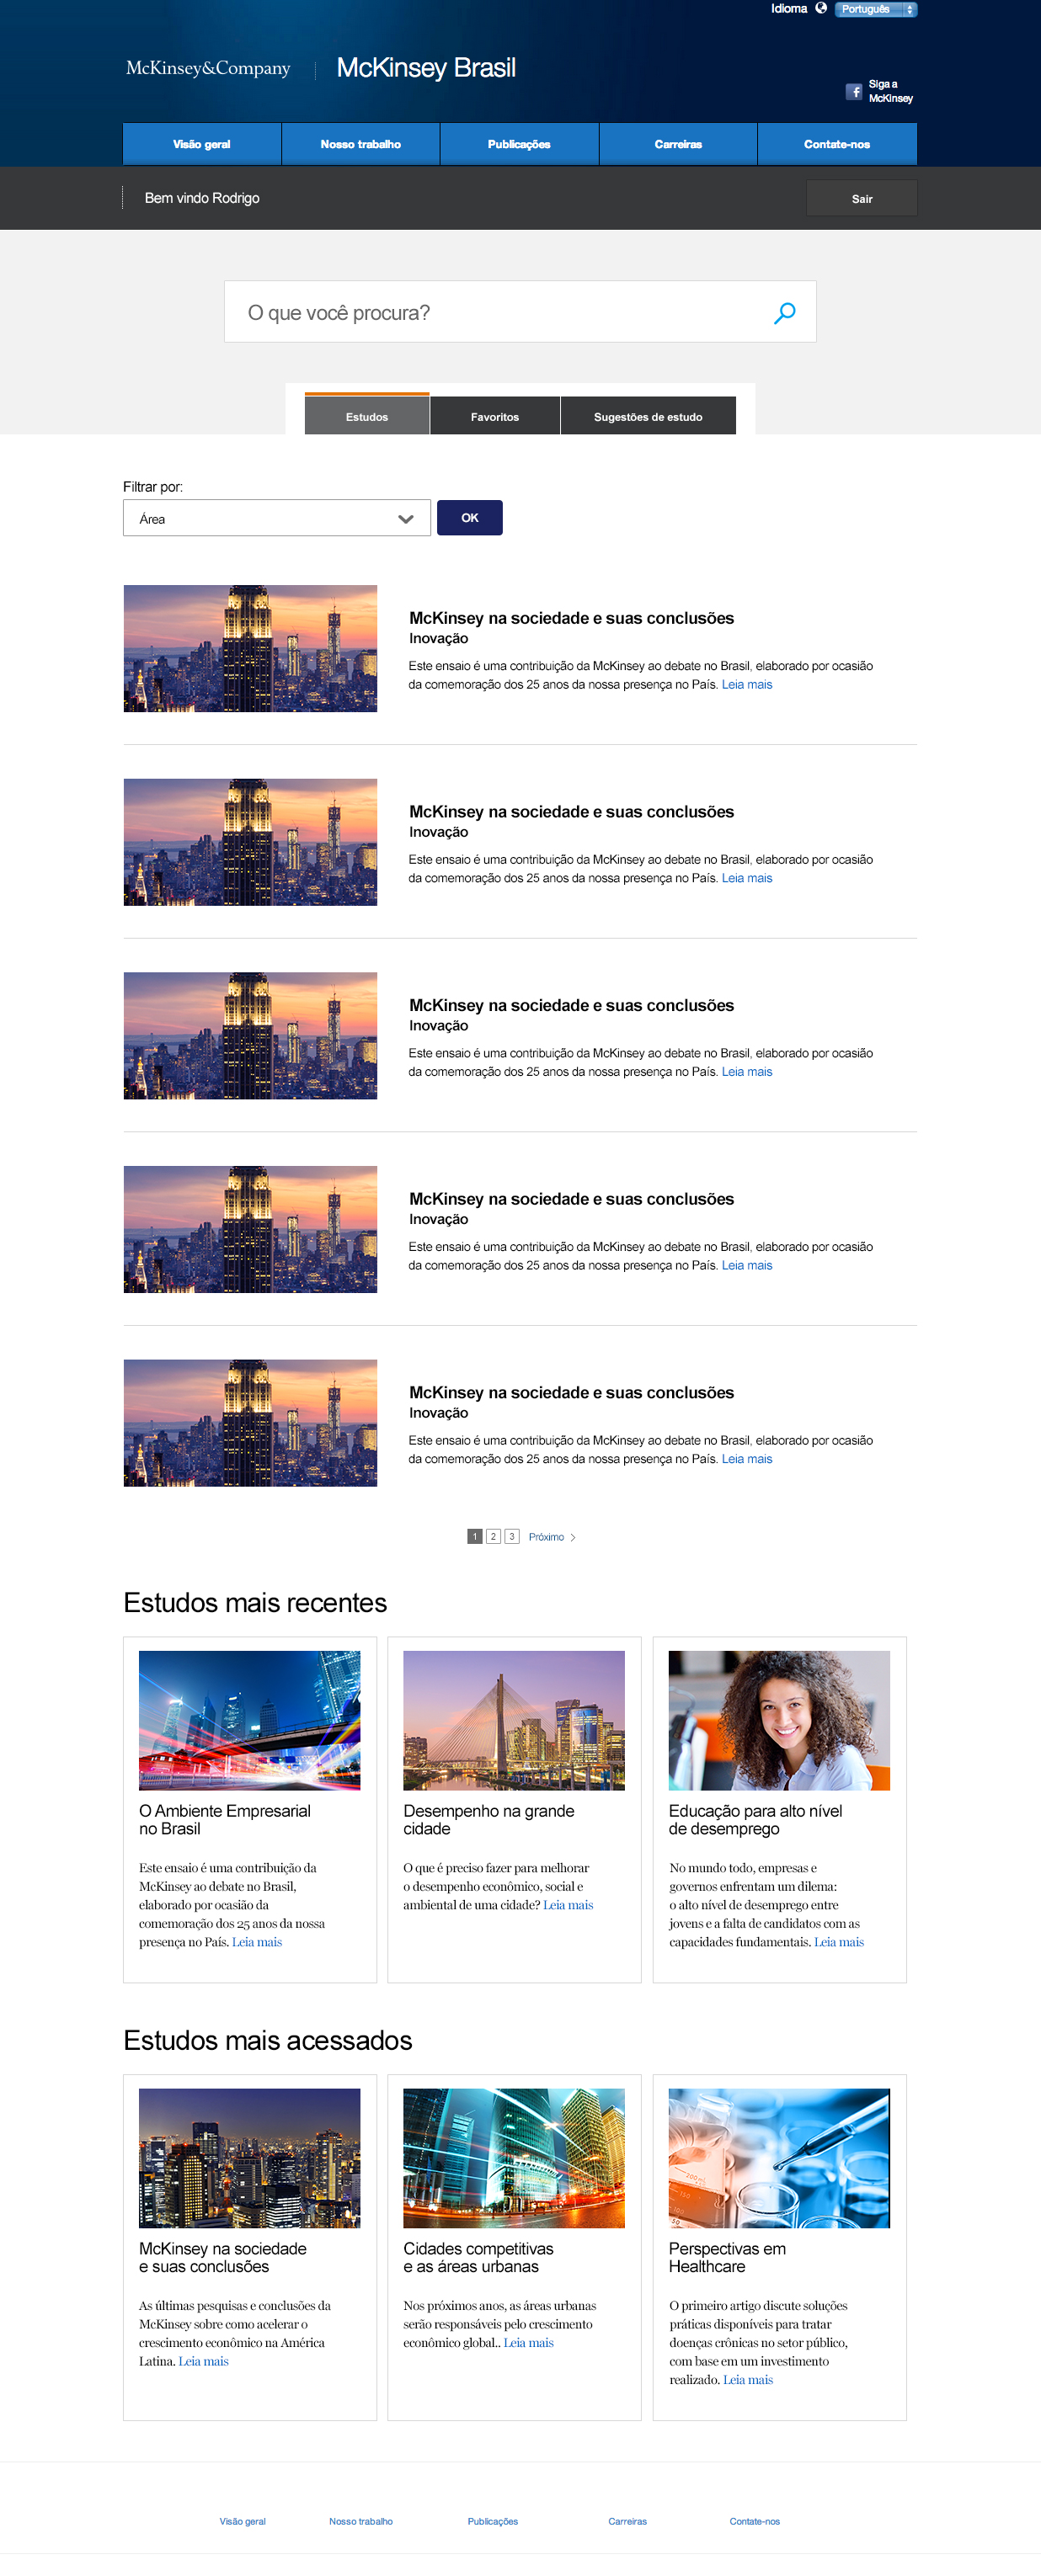 Idioma
Português
McKinsey&Company
McKinsey Brasil
Siga a
McKinsey
Visão geral
Nosso trabalho
Publicações
Carreiras
Contate-nos
Bem vindo Rodrigo
Sair
O que você procura?
Estudos
Favoritos
Sugestões de estudo
Filtrar por:
Área
OK
McKinsey na sociedade e suas conclusões
Inovação
Este ensaio é uma contribuição da McKinsey ao debate no Brasil, elaborado por ocasião
da comemoração dos 25 anos da nossa presença no País. Leia mais
McKinsey na sociedade e suas conclusões
Inovação
Este ensaio é uma contribuição da McKinsey ao debate no Brasil, elaborado por ocasião
da comemoração dos 25 anos da nossa presença no País. Leia mais
McKinsey na sociedade e suas conclusões
Inovação
Este ensaio é uma contribuição da McKinsey ao debate no Brasil, elaborado por ocasião
da comemoração dos 25 anos da nossa presença no País. Leia mais
McKinsey na sociedade e suas conclusões
Inovação
Este ensaio é uma contribuição da McKinsey ao debate no Brasil, elaborado por ocasião
da comemoração dos 25 anos da nossa presença no País. Leia mais
McKinsey na sociedade e suas conclusões
Inovação
Este ensaio é uma contribuição da McKinsey ao debate no Brasil, elaborado por ocasião
da comemoração dos 25 anos da nossa presença no País. Leia mais
1 2 3 Próximo >
Estudos mais recentes
O Ambiente Empresarial
no Brasil
Este ensaio é uma contribuição da
McKinsey ao debate no Brasil,
elaborado por ocasião da
comemoração dos 25 anos da nossa
presença no País. Leia mais
Desempenho na grande
cidade
O que é preciso fazer para melhorar
o desempenho econômico, social e
ambiental de uma cidade? Leia mais
Educação para alto nível
de desemprego
No mundo todo, empresas e
governos enfrentam um dilema:
o alto nível de desemprego entre
jovens e a falta de candidatos com as
capacidades fundamentais. Leia mais
Estudos mais acessados
McKinsey na sociedade
e suas conclusões
As últimas pesquisas e conclusões da
McKinsey sobre como acelerar o
crescimento econômico na América
Latina. Leia mais
Cidades competitivas
e as áreas urbanas
Nos próximos anos, as áreas urbanas
serão responsáveis pelo crescimento
econômico global.. Leia mais
200
100
50
Perspectivas em
Healthcare
O primeiro artigo discute soluções
práticas disponíveis para tratar
doenças crônicas no setor público,
com base em um investimento
realizado. Leia mais
Visão geral
Nosso trabalho
Publicações
Carreiras
Contate-nos